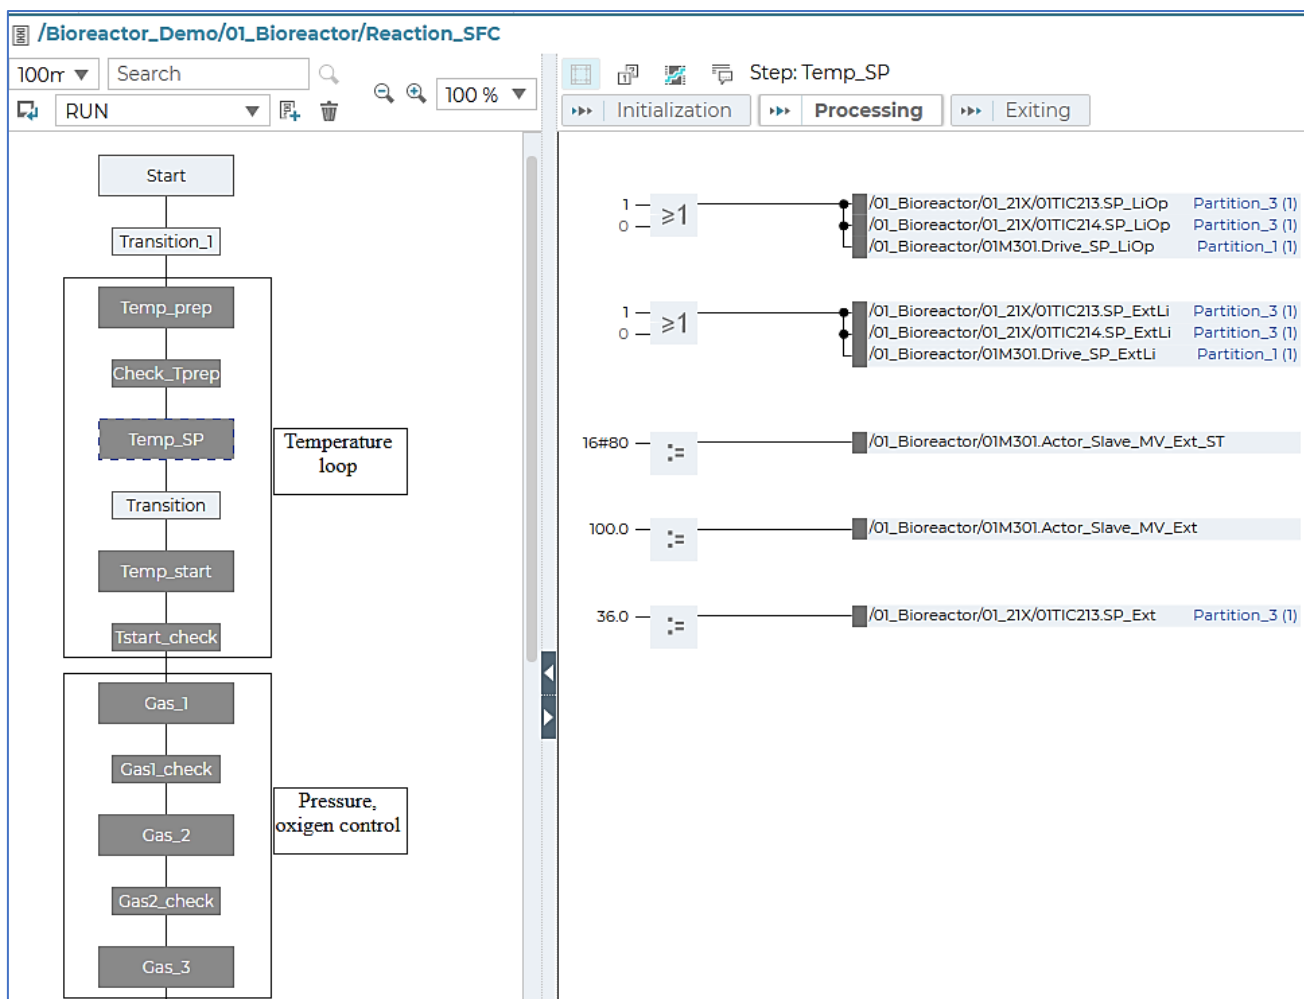 /Bioreactor_Demo/01_Bioreactor/Reaction_SFC
100m
Search
RUN
100 %
Start
Transition_1
Temp_prep
Check_Tprep
Temp_SP
Temperature
loop
Transition
Temp_start
Tstart_check
Gas_1
Gas1_check
Pressure,
oxigen control
Gas_2
Gas2_check
Gas_3
Step: Temp_SP
Initialization
Processing
Exiting
1
0
≥1
/01_Bioreactor/01_21X/01TIC213.SP_LiOp Partition_3 (1)
/01_Bioreactor/01_21X/01TIC214.SP_LiOp Partition_3 (1)
/01_Bioreactor/01M301.Drive_SP_LiOp Partition_1 (1)
1
0
≥1
/01_Bioreactor/01_21X/01TIC213.SP_ExtLi Partition_3 (1)
/01_Bioreactor/01_21X/01TIC214.SP_ExtLi Partition_3 (1)
/01_Bioreactor/01M301.Drive_SP_ExtLi Partition_1 (1)
16#80 := /01_Bioreactor/01M301.Actor_Slave_MV_Ext_ST
100.0 := /01_Bioreactor/01M301.Actor_Slave_MV_Ext
36.0 := /01_Bioreactor/01_21X/01TIC213.SP_Ext Partition_3 (1)